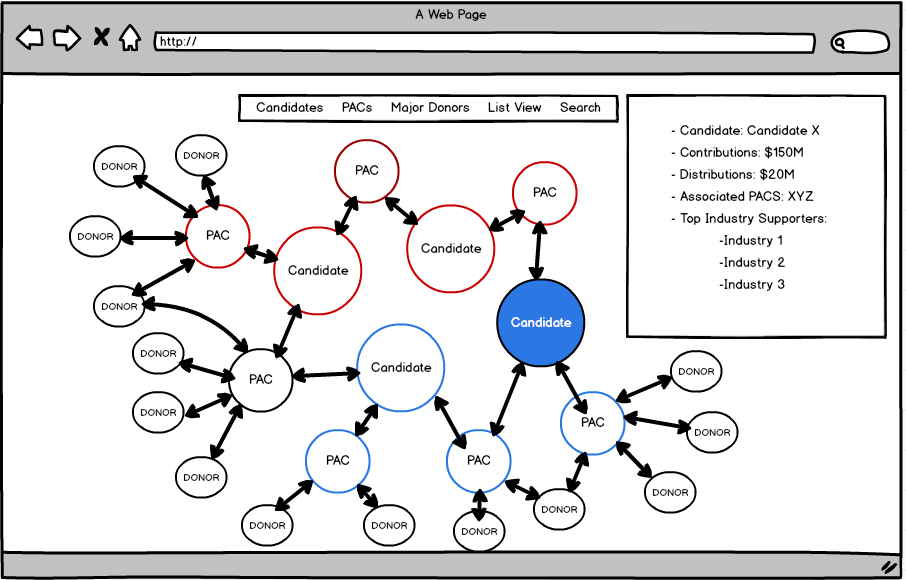 A Web Page
http://
Candidates PACs Major Donors List View Search
- Candidate: Candidate X
- Contributions: $150M
- Distributions: $20M
- Associated PACS: XYZ
- Top Industry Supporters:
-Industry 1
-Industry 2
-Industry 3
DONOR
DONOR
PAC
PAC
DONOR
PAC
Candidate
Candidate
DONOR
Candidate
DONOR
PAC
Candidate
DONOR
DONOR
PAC
DONOR
DONOR
PAC
PAC
DONOR
DONOR
DONOR
DONOR
DONOR